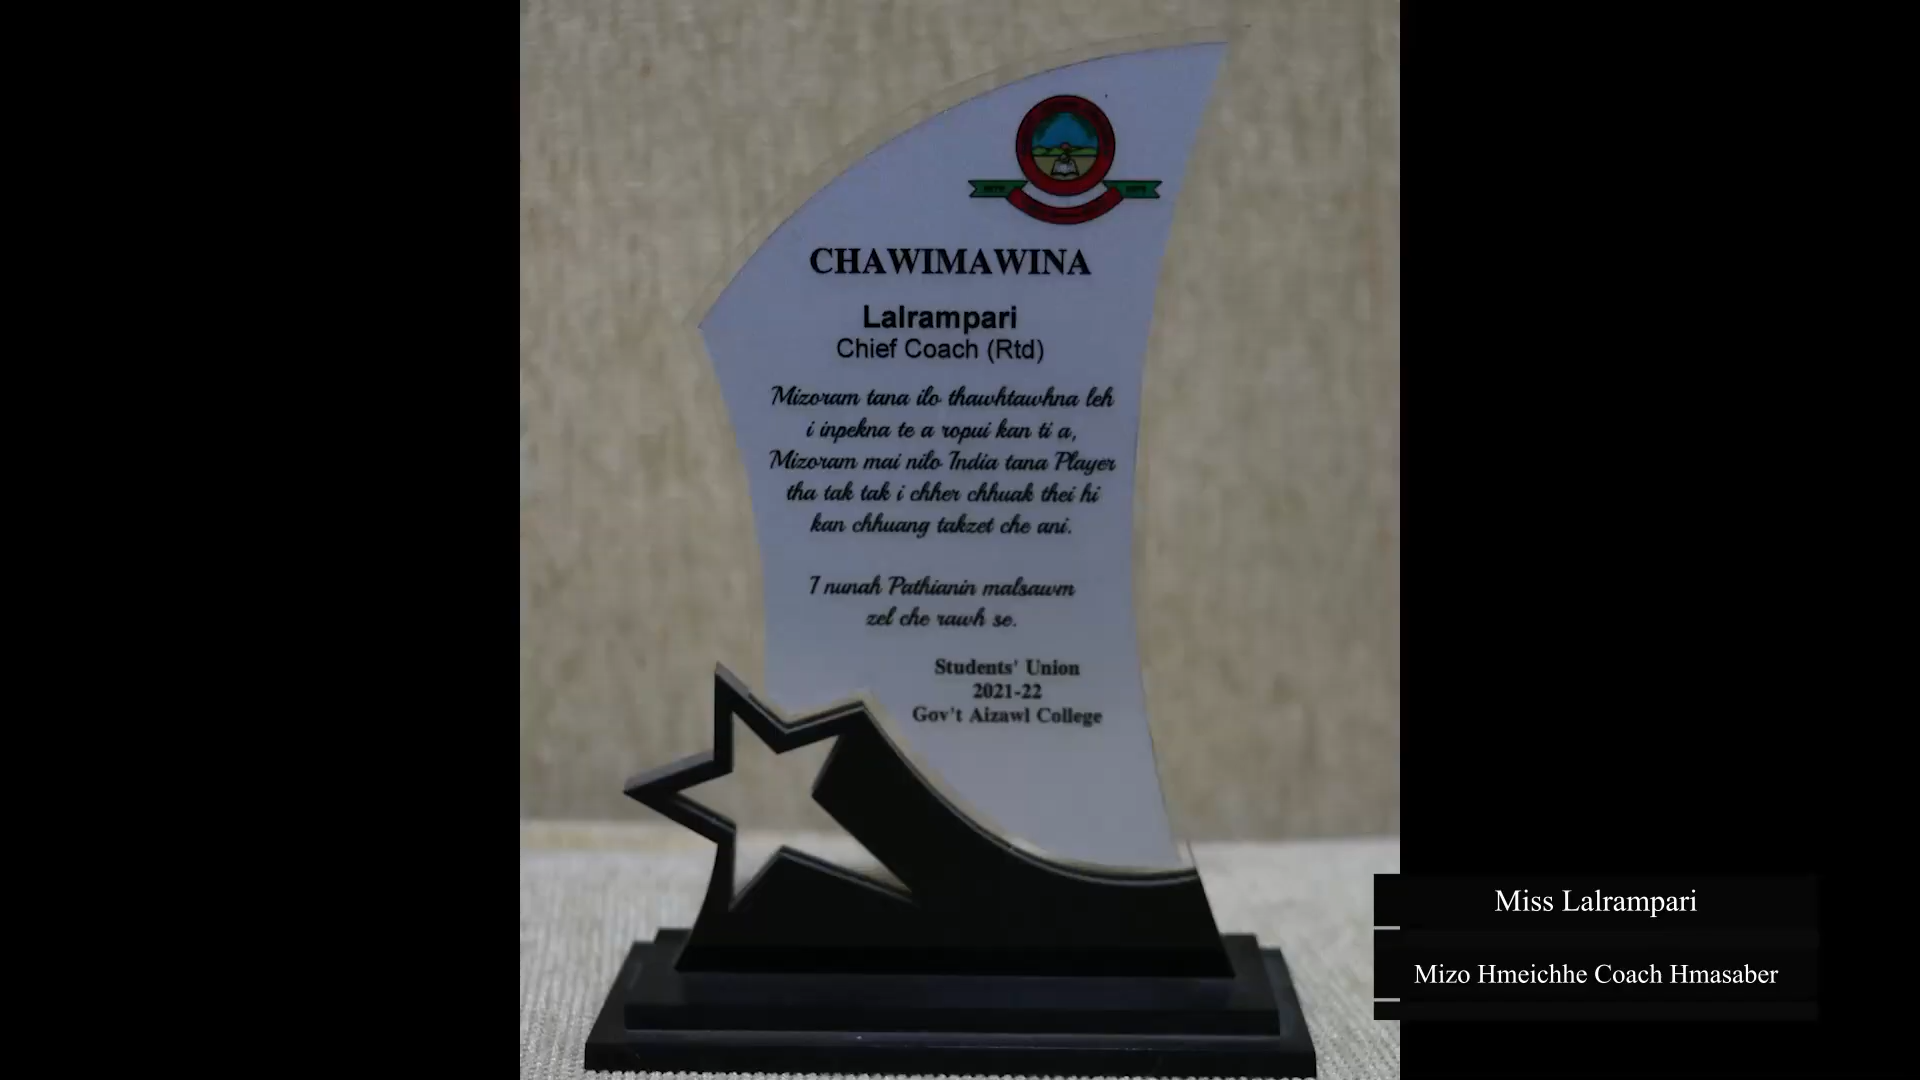 CHAWIMAWINA
Lalrampari
Chief Coach (Rtd)
Mizoram tana ilo thawhtawhna leh
i inpekna te a ropui kan ti a,
Mizoram mai nilo India tana Player
tha tak tak i chher chhuak thei hi
kan chhuang takzet che ani.
I nunah Pathianin malsawm
zel che rawh se.
Students' Union
2021-22
Gov't Aizawl College
Miss Lalrampari
Mizo Hmeichhe Coach Hmasaber